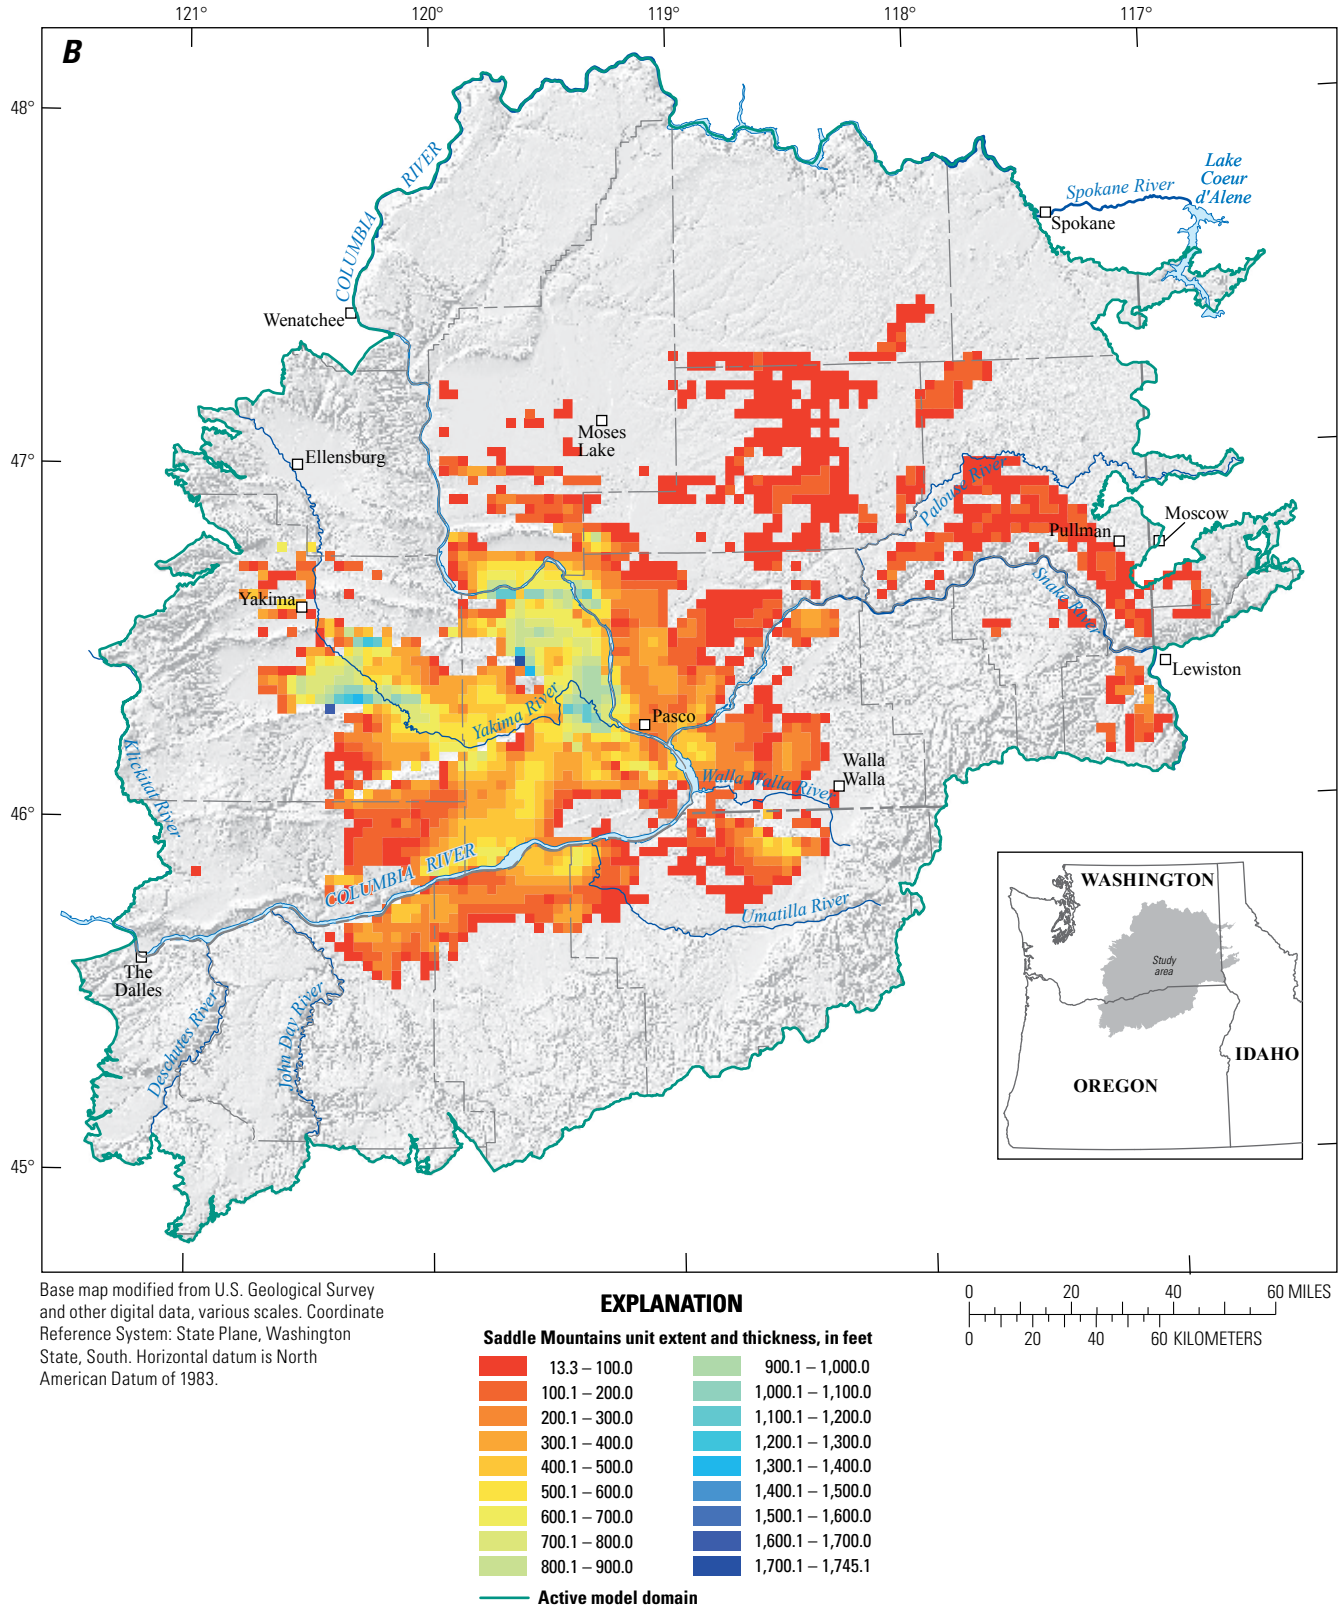 121°
120°
119°
118°
117°
B
48°
47°
46°
45°
COLUMBIA RIVER
Lake
Coeur
d'Alene
Spokane River
Spokane
Wenatchee
Moses
Lake
Ellensburg
Palouse River
Pullman
Moscow
Snake River
Yakima
Lewiston
Yakima River
Pasco
Klickitat River
Walla
Walla
Walla Walla River
COLUMBIA RIVER
Umatilla River
The
Dalles
Deschutes River
John Day River
WASHINGTON
Study
area
IDAHO
OREGON
Base map modified from U.S. Geological Survey
and other digital data, various scales. Coordinate
Reference System: State Plane, Washington
State, South. Horizontal datum is North
American Datum of 1983.
0 20 40 60 MILES
0 20 40 60 KILOMETERS
EXPLANATION
Saddle Mountains unit extent and thickness, in feet
13.3 – 100.0
100.1 – 200.0
200.1 – 300.0
300.1 – 400.0
400.1 – 500.0
500.1 – 600.0
600.1 – 700.0
700.1 – 800.0
800.1 – 900.0
900.1 – 1,000.0
1,000.1 – 1,100.0
1,100.1 – 1,200.0
1,200.1 – 1,300.0
1,300.1 – 1,400.0
1,400.1 – 1,500.0
1,500.1 – 1,600.0
1,600.1 – 1,700.0
1,700.1 – 1,745.1
Active model domain